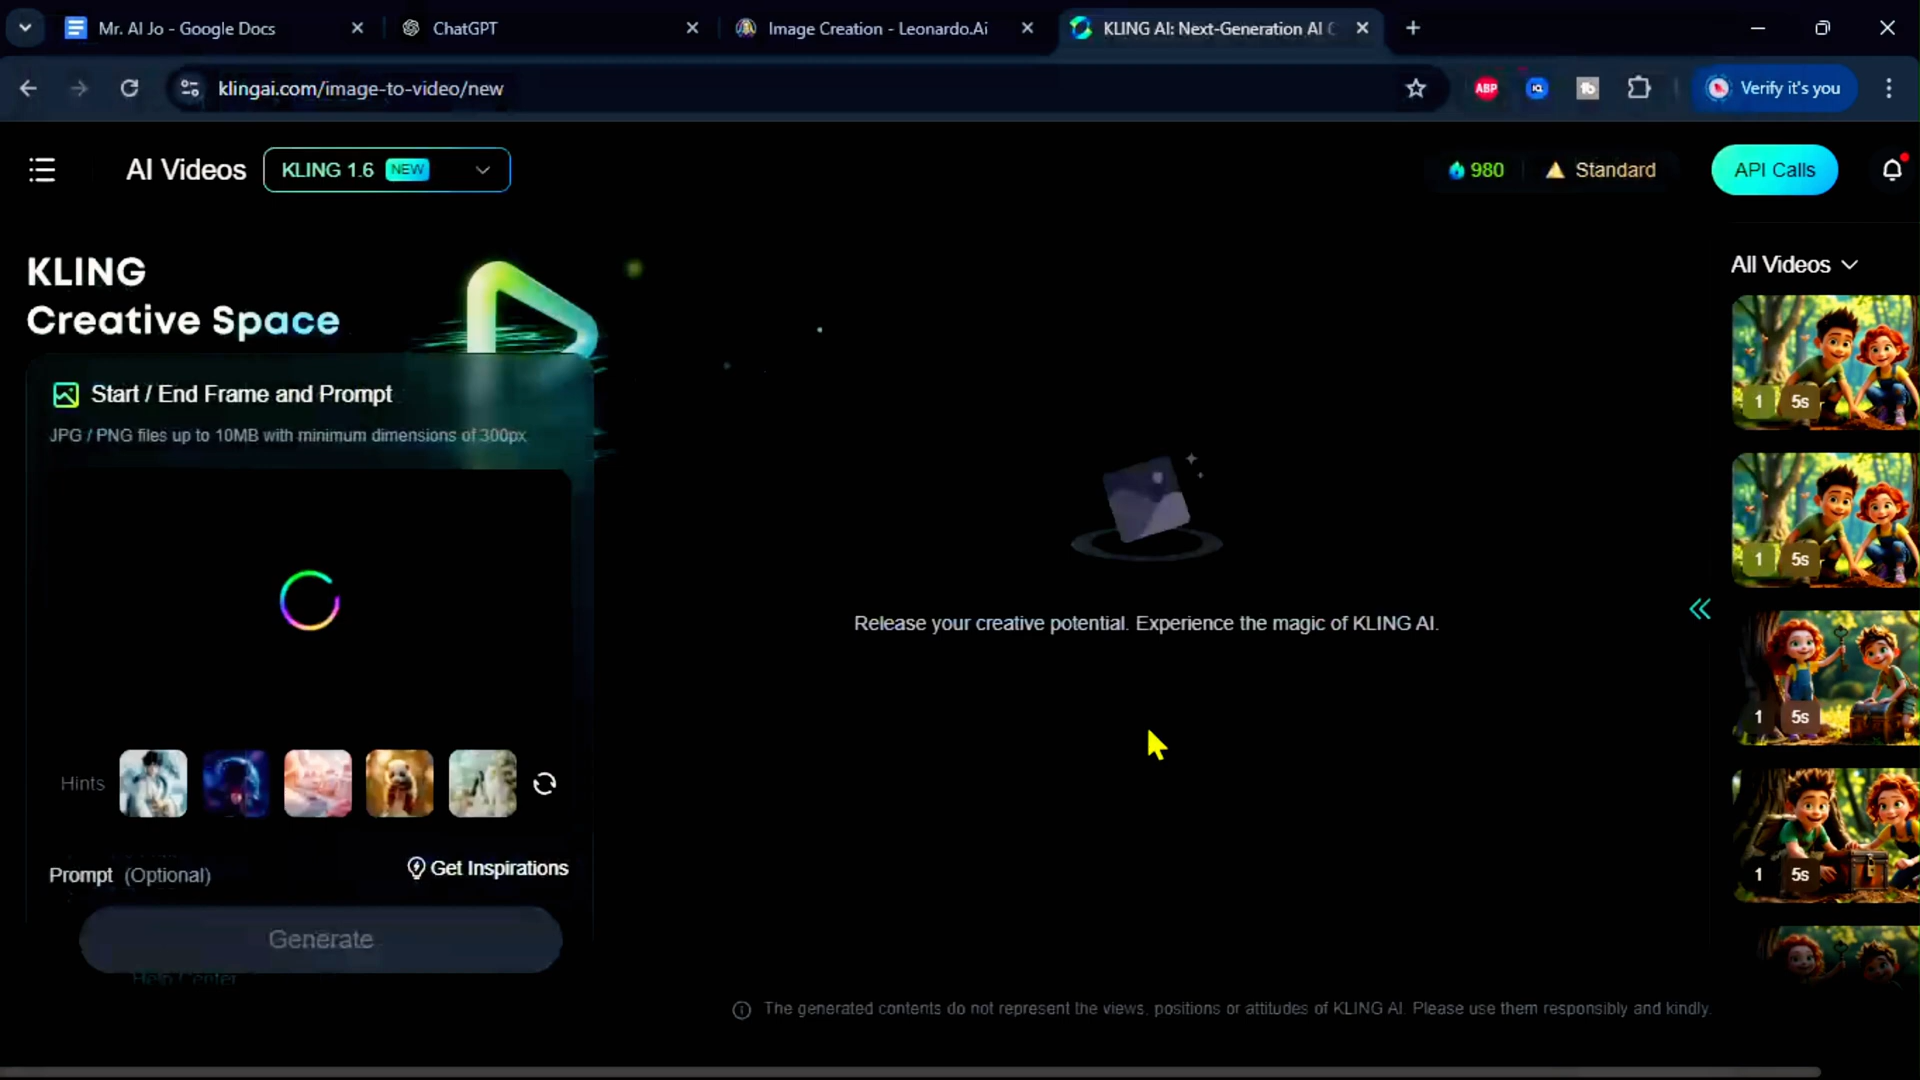 Mr. AI Jo - Google Docs
ChatGPT
Image Creation - Leonardo.Ai
KLING AI: Next-Generation AI
klingai.com/image-to-video/new
ABP
Verify it's you
AI Videos
KLING 1.6 NEW
980
Standard
API Calls
KLING
Creative Space
All Videos
Start / End Frame and Prompt
JPG / PNG files up to 10MB with minimum dimensions of 300px
1 5s
1 5s
Release your creative potential. Experience the magic of KLING AI.
1 5s
Hints
Prompt (Optional)
Get Inspirations
1 5s
Generate
Help Center
The generated contents do not represent the views, positions or attitudes of KLING AI. Please use them responsibly and kindly.